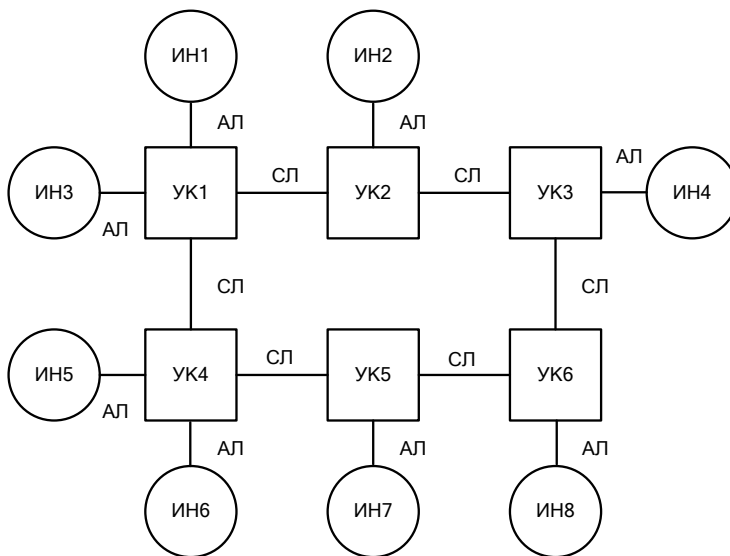 ИН1
ИН2
АЛ
АЛ
АЛ
ИН3
УК1
СЛ
УК2
СЛ
УК3
ИН4
АЛ
СЛ
СЛ
ИН5
УК4
СЛ
УК5
СЛ
УК6
АЛ
АЛ
АЛ
АЛ
ИН6
ИН7
ИН8